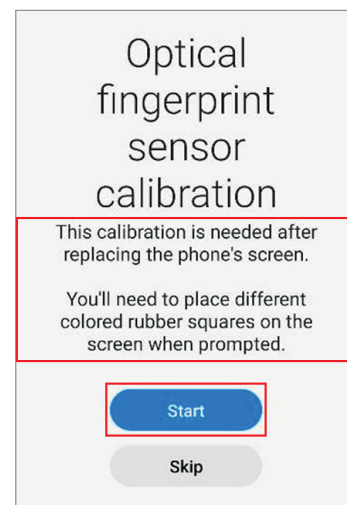 Optical
fingerprint
sensor
calibration
This calibration is needed after
replacing the phone's screen.
You'll need to place different
colored rubber squares on the
screen when prompted.
Start
Skip